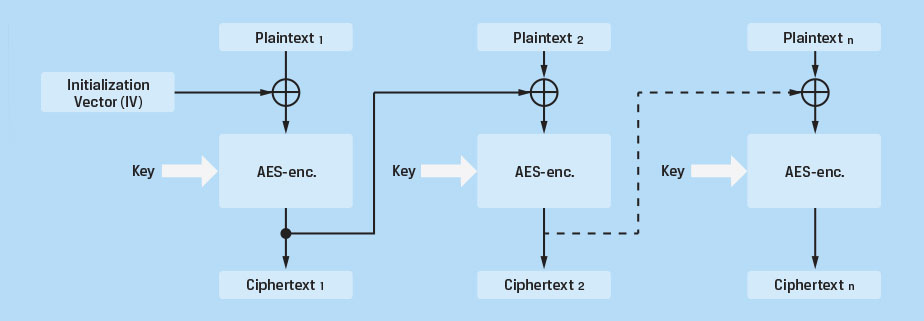 Plaintext 1
Plaintext 2
Plaintext n
Initialization
Vector (IV)
Key
AES-enc.
Key
AES-enc.
Key
AES-enc.
Ciphertext 1
Ciphertext 2
Ciphertext n